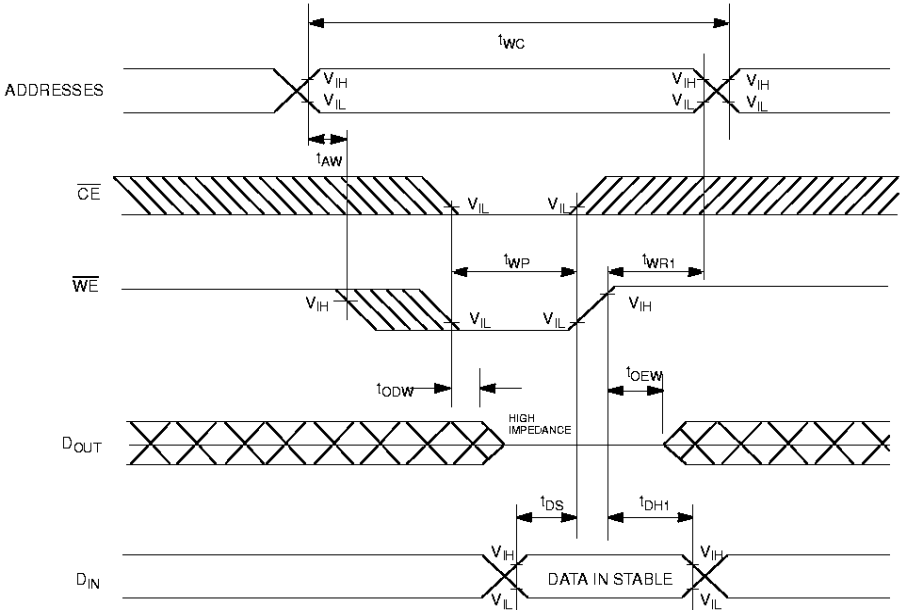 tWC
ADDRESSES
VIH VIH VIH
VIL VIL VIL
tAW
CE
VIL VIL
tWP tWR1
WE
VIH VIH
VIL VIL
tODW tOEW
HIGH
IMPEDANCE
DOUT
tDS tDH1
VIH VIH
DIN DATA IN STABLE
VIL VIL